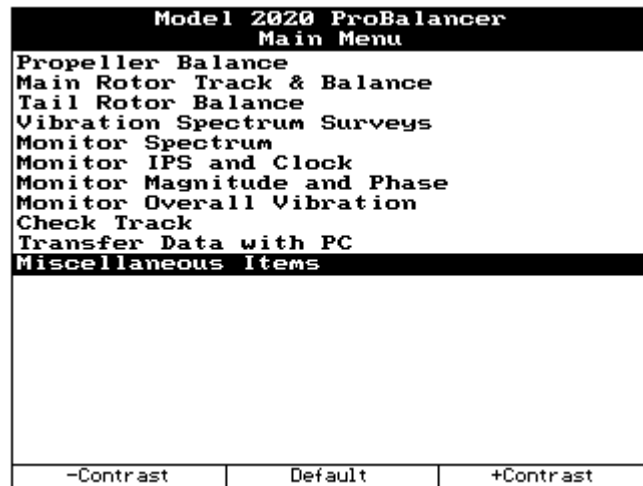 Model 2020 ProBalancer
Main Menu
Propeller Balance
Main Rotor Track & Balance
Tail Rotor Balance
Vibration Spectrum Surveys
Monitor Spectrum
Monitor IPS and Clock
Monitor Magnitude and Phase
Monitor Overall Vibration
Check Track
Transfer Data with PC
Miscellaneous Items
-Contrast Default +Contrast